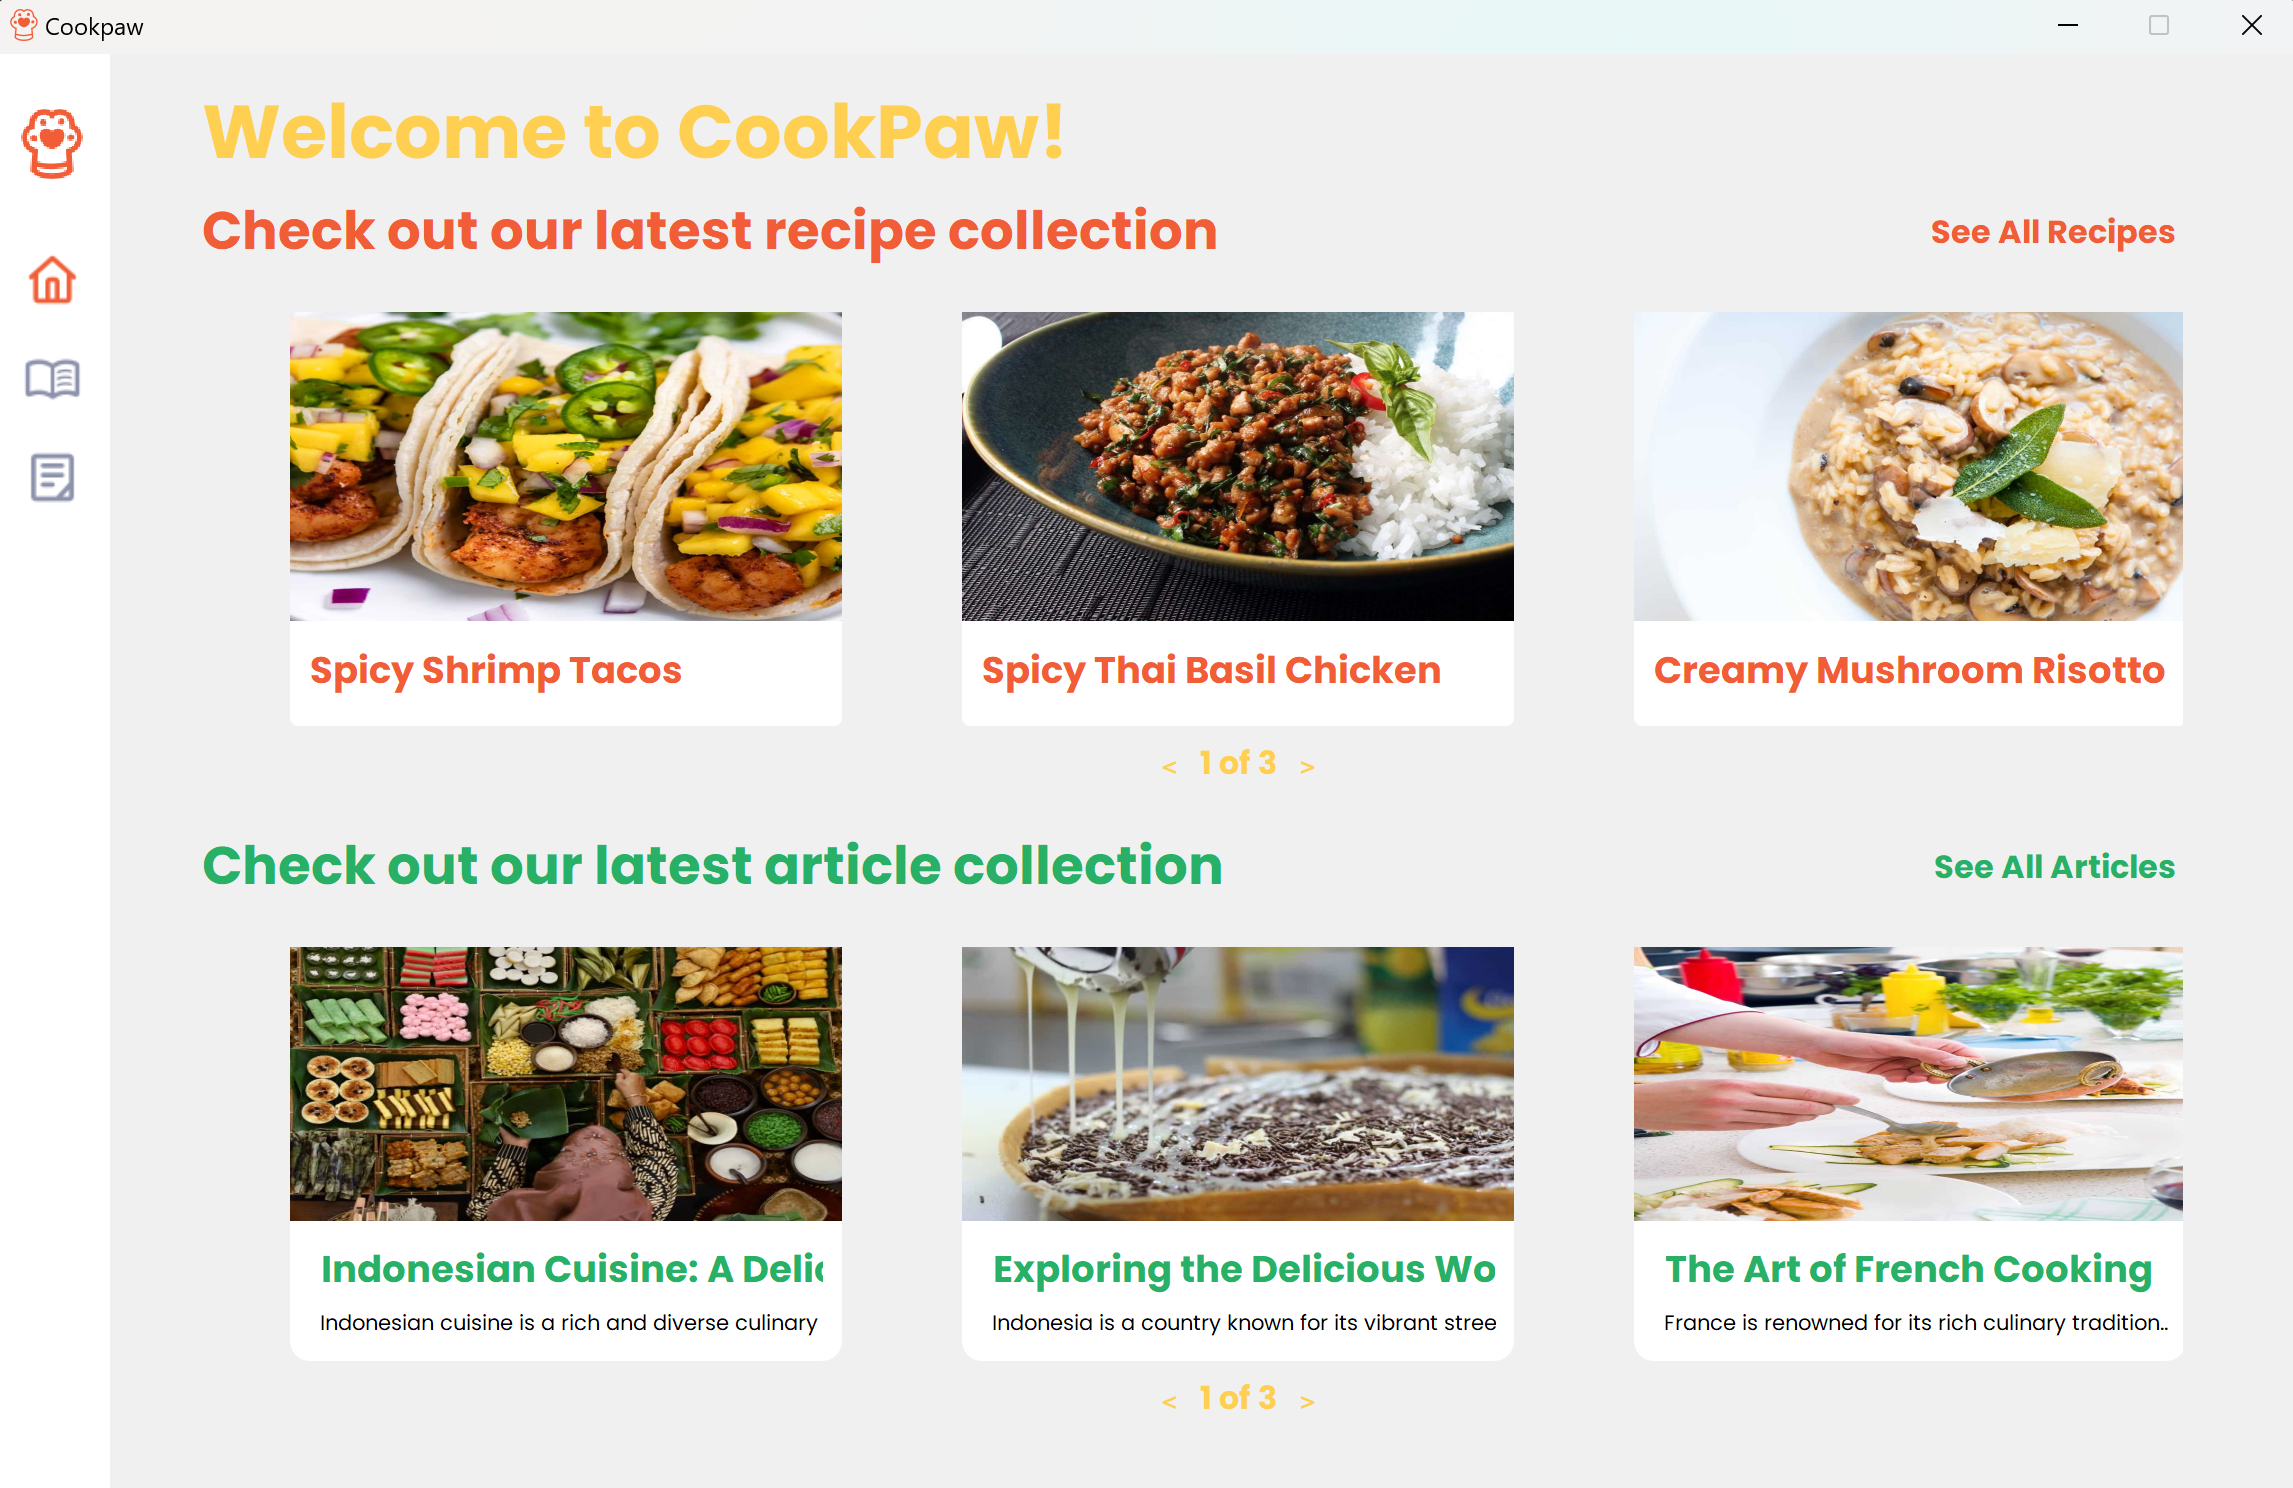 Cookpaw
Welcome to CookPaw!
Check out our latest recipe collection
See All Recipes
Spicy Shrimp Tacos
Spicy Thai Basil Chicken
Creamy Mushroom Risotto
< 1 of 3 >
Check out our latest article collection
See All Articles
Indonesian Cuisine: A Delic
Indonesian cuisine is a rich and diverse culinary
Exploring the Delicious Wo
Indonesia is a country known for its vibrant stree
The Art of French Cooking
France is renowned for its rich culinary tradition..
< 1 of 3 >